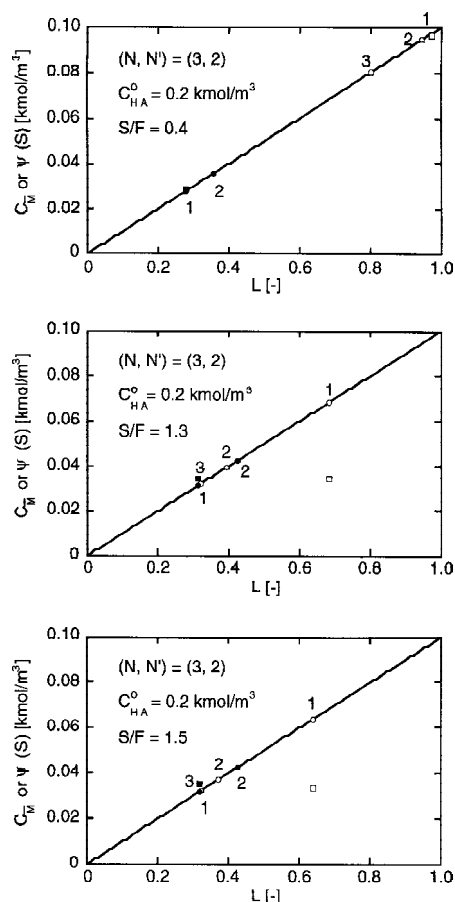 1
0.10
2
(N, N') = (3, 2)
3
0.08
C°HA = 0.2 kmol/m³
0.06
S/F = 0.4
0.04
2
1
0.02
0
0 0.2 0.4 0.6 0.8 1.0
L [-]
C_M̅ or ψ (S) [kmol/m³]
0.10
(N, N') = (3, 2)
0.08
1
C°HA = 0.2 kmol/m³
0.06
S/F = 1.3
2
3
0.04
2
1
0.02
0
0 0.2 0.4 0.6 0.8 1.0
L [-]
C_M̅ or ψ (S) [kmol/m³]
0.10
(N, N') = (3, 2)
0.08
1
C°HA = 0.2 kmol/m³
0.06
S/F = 1.5
2
3
0.04
2
1
0.02
0
0 0.2 0.4 0.6 0.8 1.0
L [-]
C_M̅ or ψ (S) [kmol/m³]